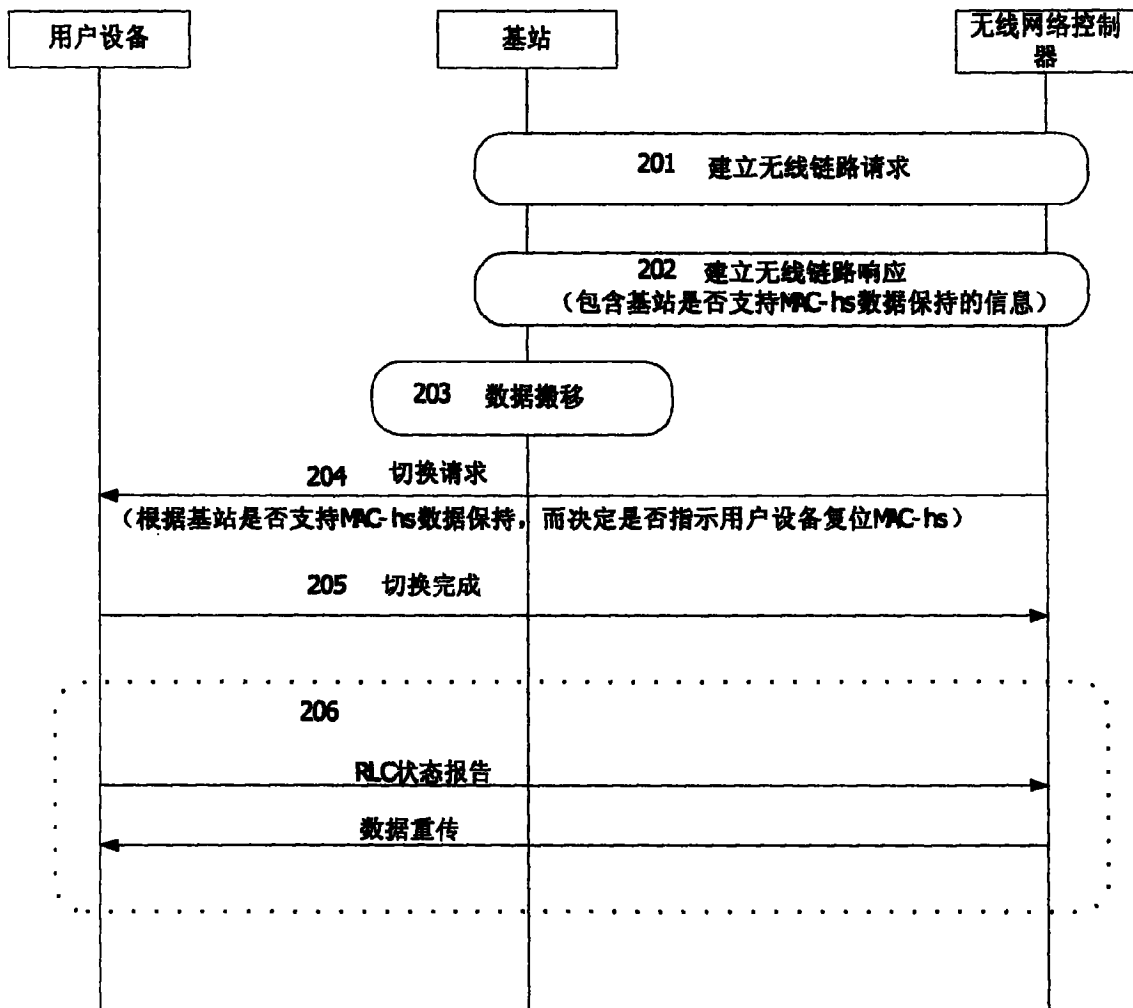 用户设备
基站
无线网络控制
器
201 建立无线链路请求
202 建立无线链路响应
（包含基站是否支持MAC-hs数据保持的信息）
203 数据搬移
204 切换请求
（根据基站是否支持MAC-hs数据保持，而决定是否指示用户设备复位MAC-hs）
205 切换完成
206
RLC状态报告
数据重传